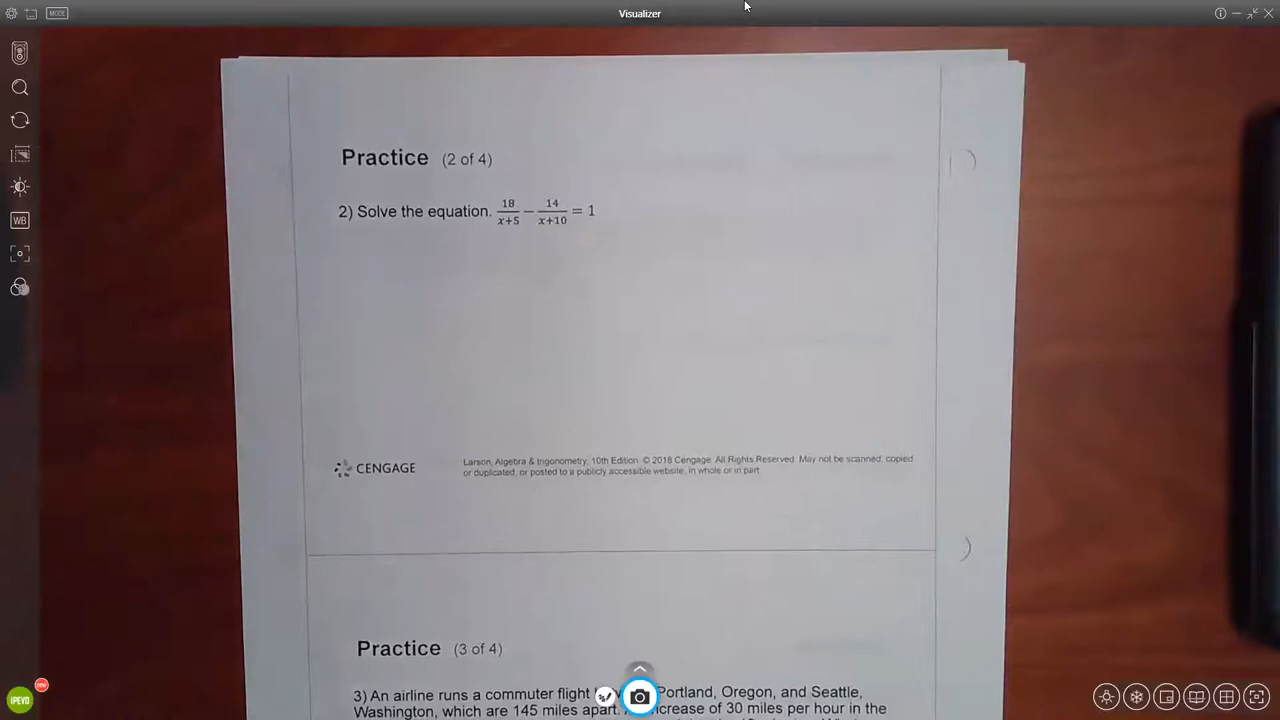 MODE
Visualizer
WB
Practice (2 of 4)
1)
2) Solve the equation. 18/(x+5) − 14/(x+10) = 1
CENGAGE
Larson, Algebra & trigonometry, 10th Edition. © 2018 Cengage. All Rights Reserved. May not be scanned, copied
or duplicated, or posted to a publicly accessible website, in whole or in part
)
Practice (3 of 4)
3) An airline runs a commuter flight Portland, Oregon, and Seattle,
Washington, which are 145 miles apart. increase of 30 miles per hour in the
IPEVO
new